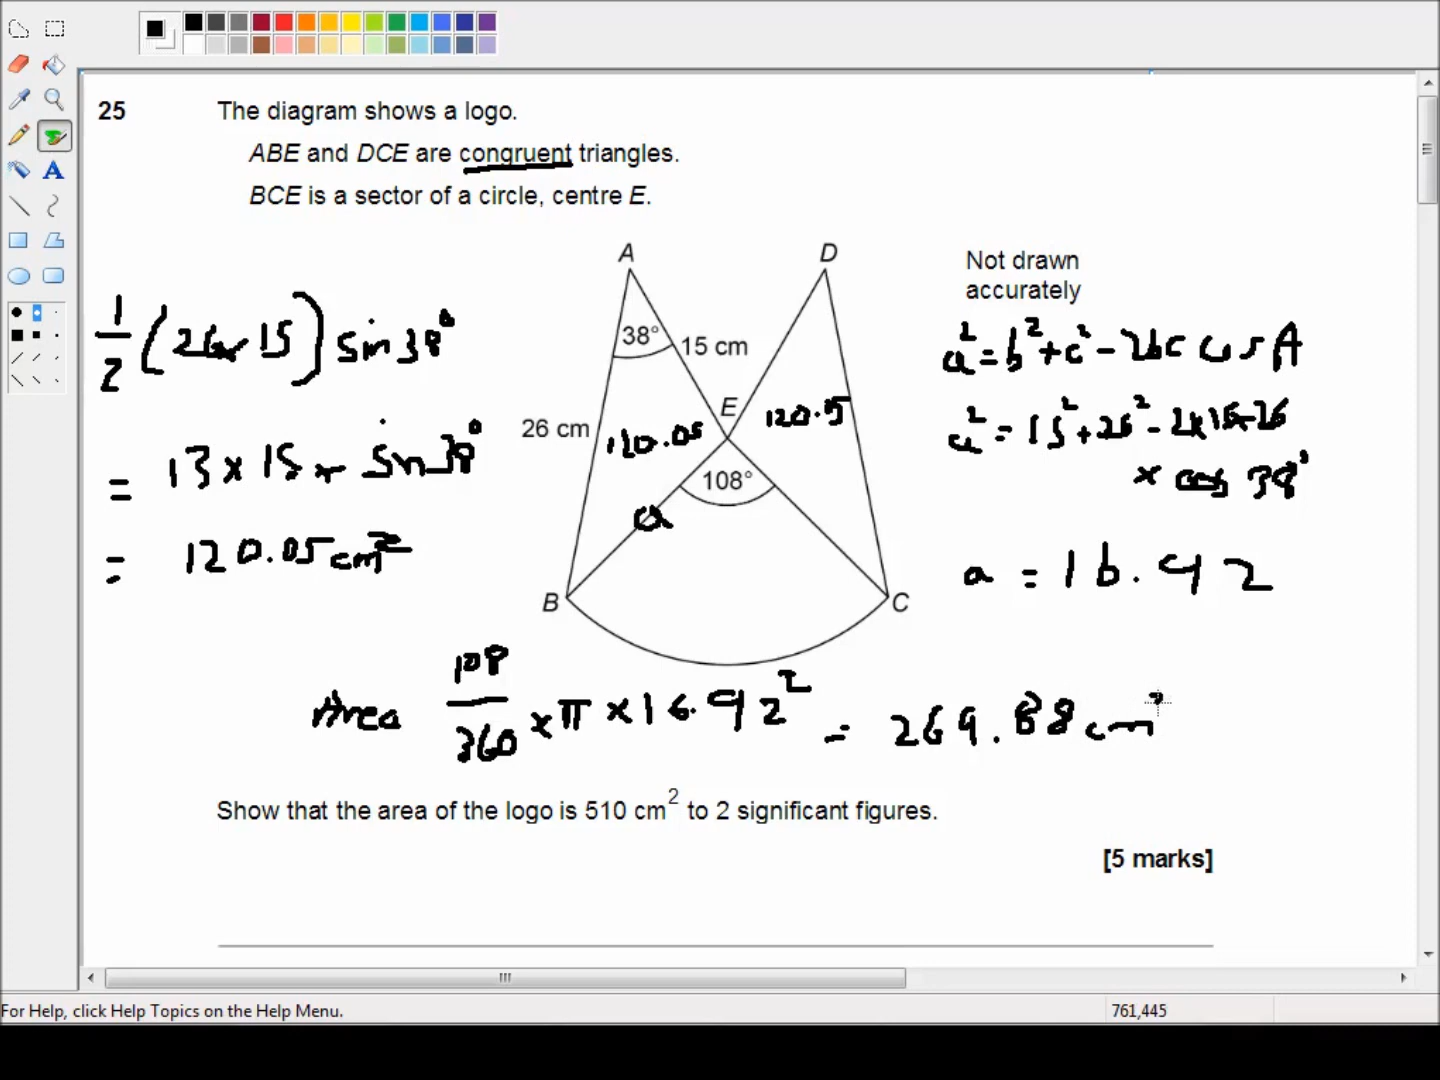 25 The diagram shows a logo.
ABE and DCE are congruent triangles.
BCE is a sector of a circle, centre E.
A D
Not drawn
accurately
38° 15 cm
E
26 cm
120.05 120.5
108°
a
B C
1/2 (26 x 15) sin 38°
= 13 x 15 x sin 38°
= 120.05 cm²
a² = b² + c² - 2bc cos A
a² = 15² + 26² - 2x15x26
x cos 38°
a = 16.92
Area 108/360 x π x 16.92² = 269.88 cm²
Show that the area of the logo is 510 cm² to 2 significant figures.
[5 marks]
For Help, click Help Topics on the Help Menu. 761,445